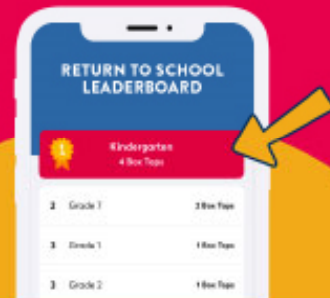 RETURN TO SCHOOL
LEADERBOARD
1
Kindergarten
4 Box Tops
2 Grade 7 2 Box Tops
3 Grade 1 1 Box Tops
3 Grade 2 1 Box Tops